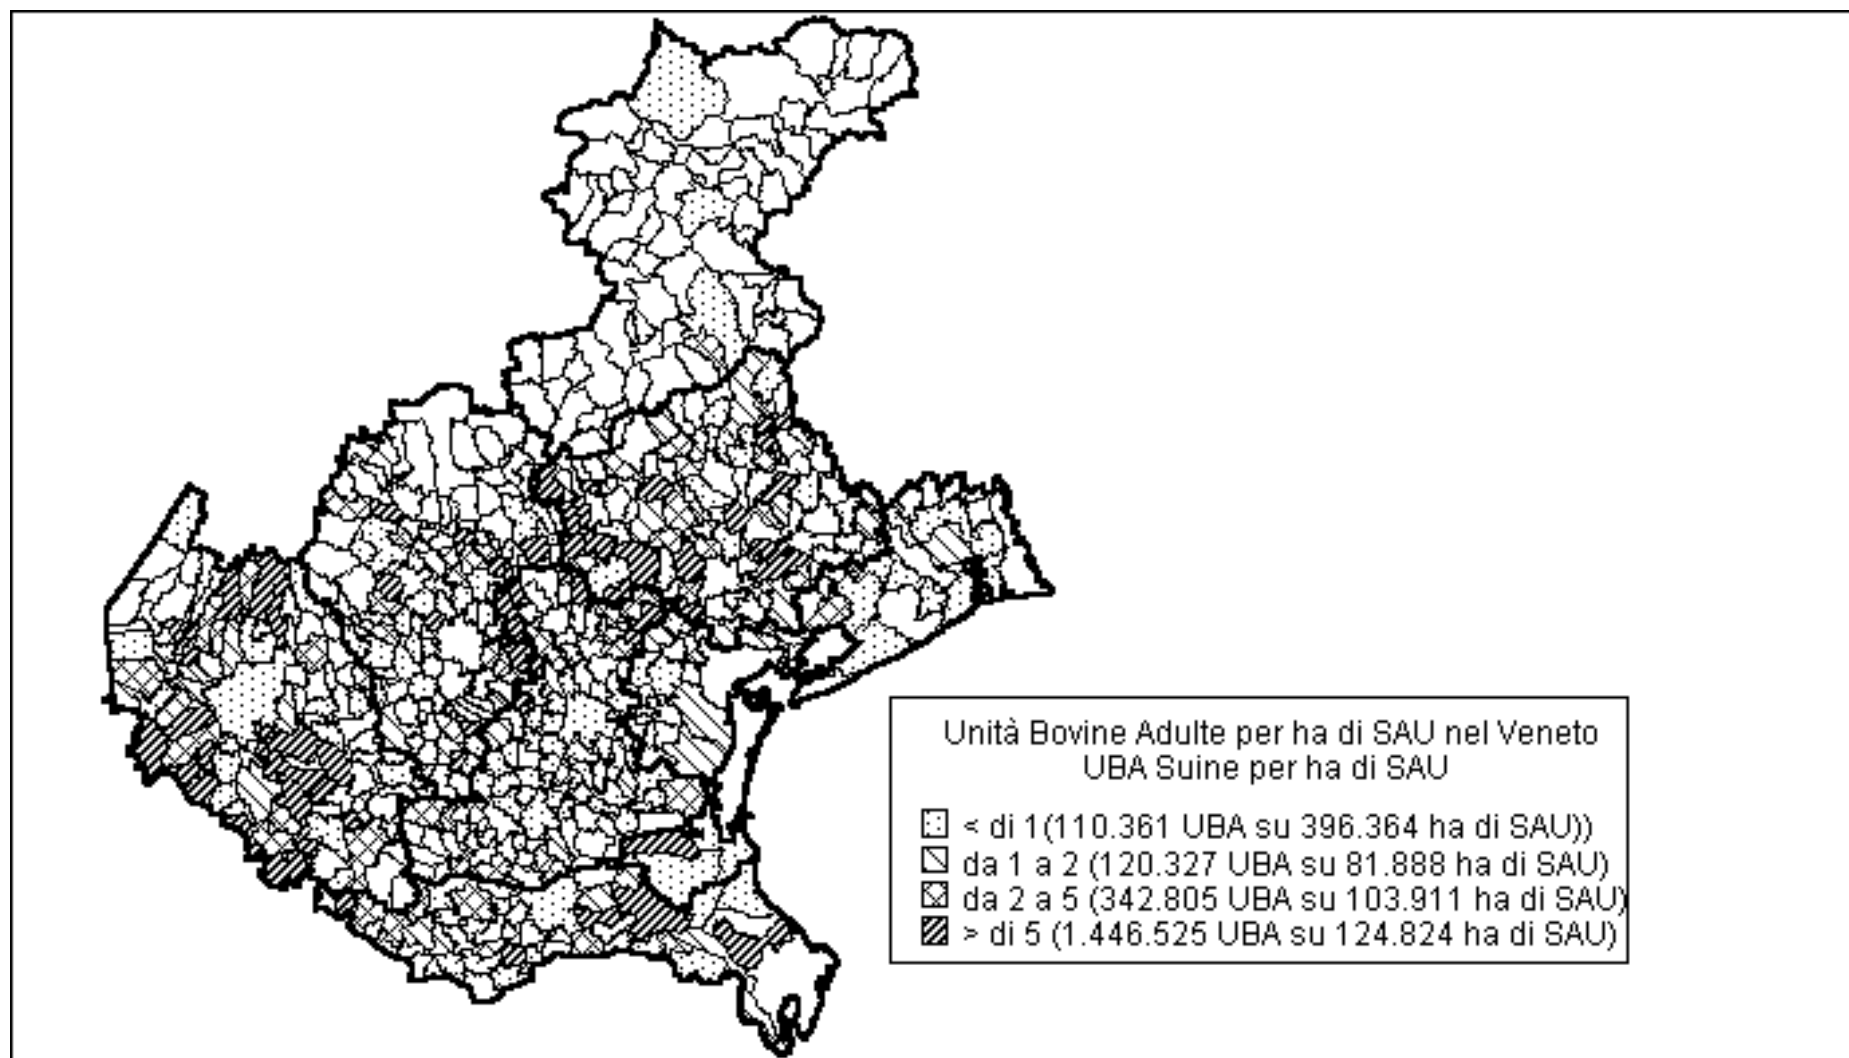 Unità Bovine Adulte per ha di SAU nel Veneto
UBA Suine per ha di SAU
< di 1(110.361 UBA su 396.364 ha di SAU))
da 1 a 2 (120.327 UBA su 81.888 ha di SAU)
da 2 a 5 (342.805 UBA su 103.911 ha di SAU)
> di 5 (1.446.525 UBA su 124.824 ha di SAU)